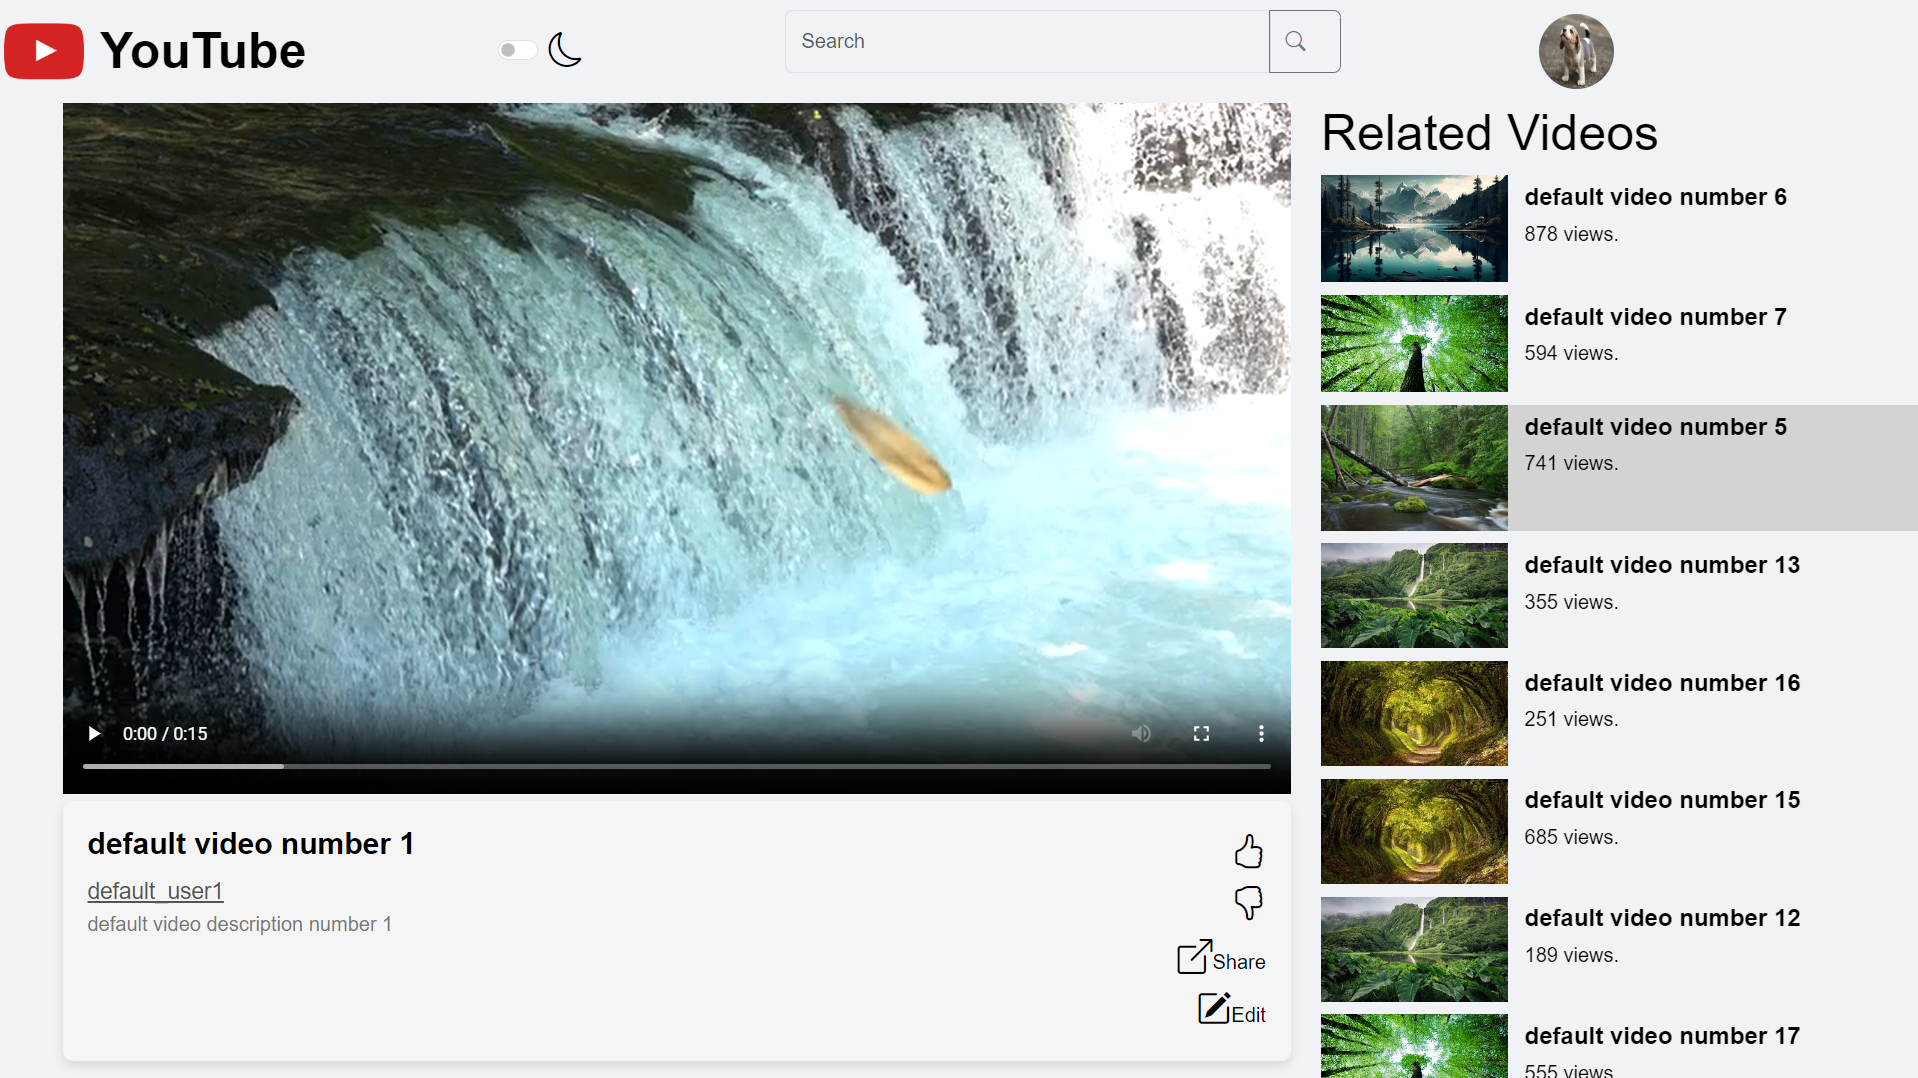 YouTube
Search
Related Videos
default video number 6
878 views.
default video number 7
594 views.
default video number 5
741 views.
default video number 13
355 views.
default video number 16
251 views.
default video number 15
685 views.
default video number 12
189 views.
default video number 17
555 views.
0:00 / 0:15
default video number 1
default_user1
default video description number 1
Share
Edit